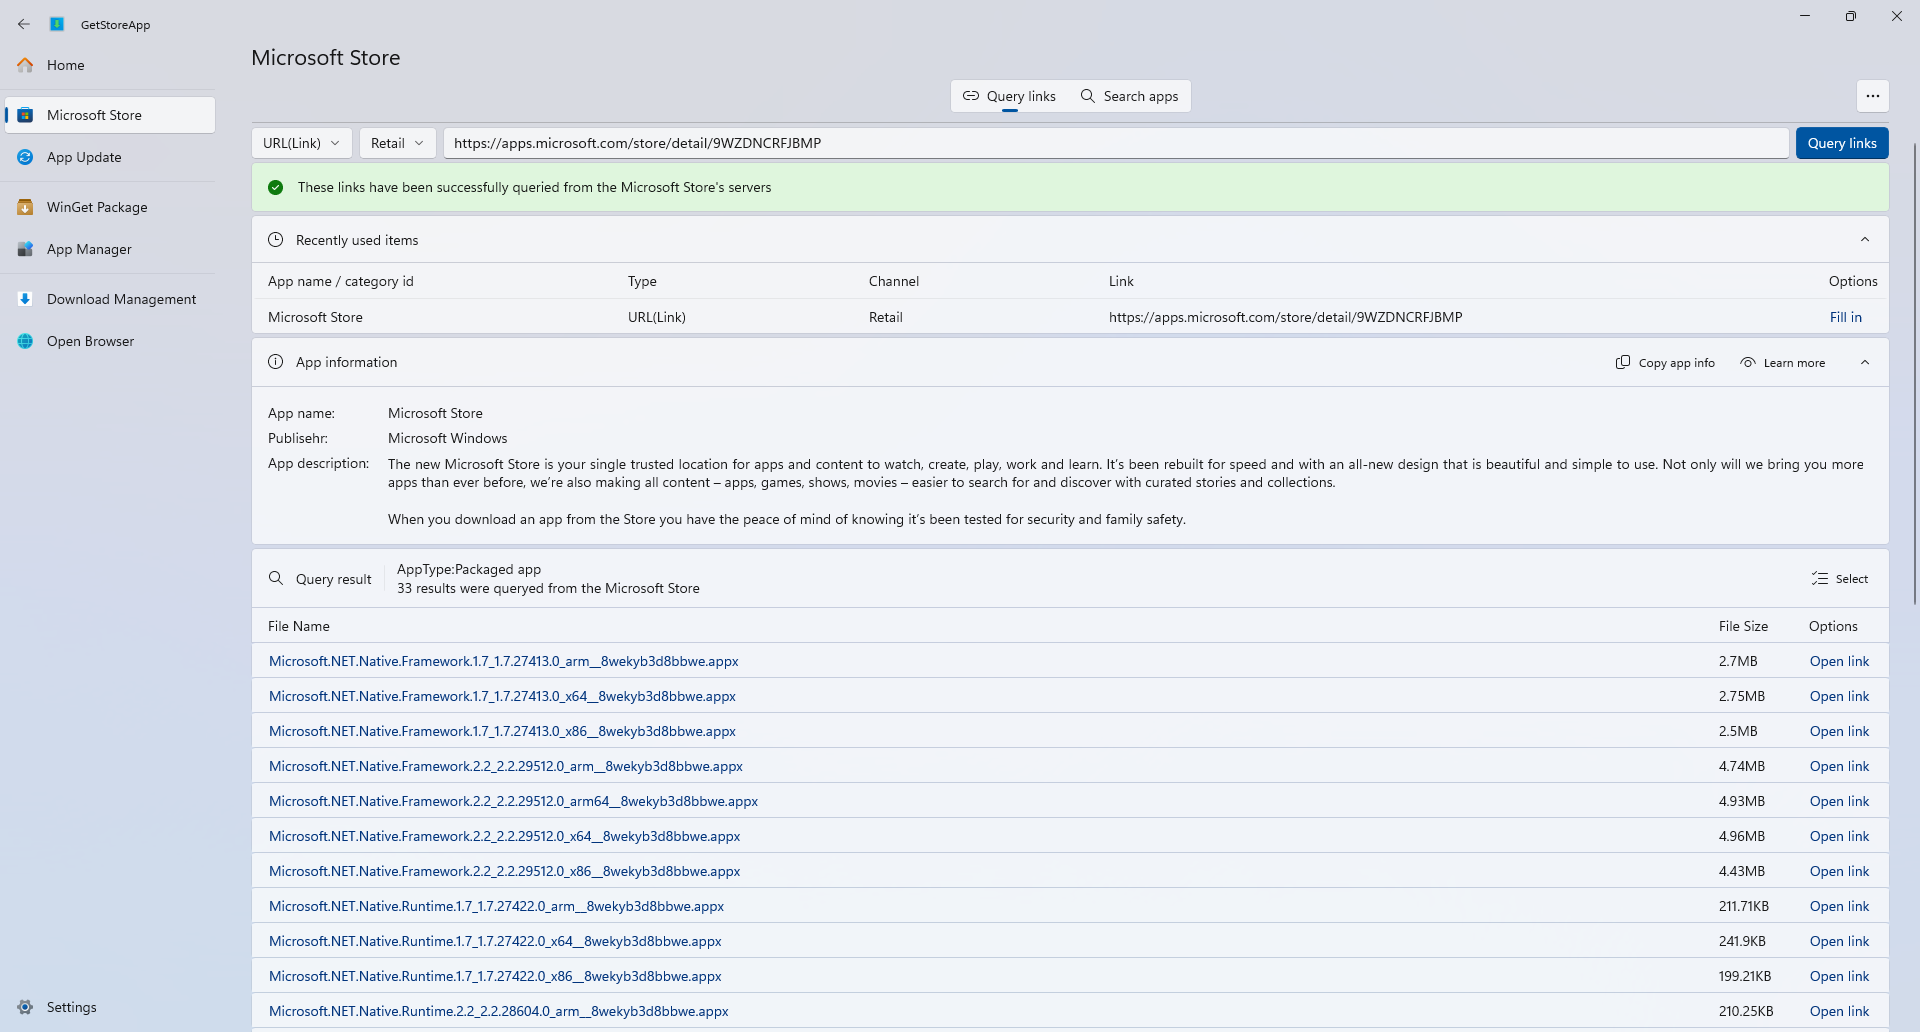 GetStoreApp
Home
Microsoft Store
App Update
WinGet Package
App Manager
Download Management
Open Browser
Settings
Microsoft Store
Query links Search apps
URL(Link) Retail https://apps.microsoft.com/store/detail/9WZDNCRFJBMP Query links
These links have been successfully queried from the Microsoft Store's servers
Recently used items
App name / category id Type Channel Link Options
Microsoft Store URL(Link) Retail https://apps.microsoft.com/store/detail/9WZDNCRFJBMP Fill in
App information Copy app info Learn more
App name: Microsoft Store
Publisehr: Microsoft Windows
App description: The new Microsoft Store is your single trusted location for apps and content to watch, create, play, work and learn. It’s been rebuilt for speed and with an all-new design that is beautiful and simple to use. Not only will we bring you more
apps than ever before, we’re also making all content – apps, games, shows, movies – easier to search for and discover with curated stories and collections.
When you download an app from the Store you have the peace of mind of knowing it’s been tested for security and family safety.
Query result
AppType:Packaged app
33 results were queryed from the Microsoft Store
Select
File Name File Size Options
Microsoft.NET.Native.Framework.1.7_1.7.27413.0_arm__8wekyb3d8bbwe.appx 2.7MB Open link
Microsoft.NET.Native.Framework.1.7_1.7.27413.0_x64__8wekyb3d8bbwe.appx 2.75MB Open link
Microsoft.NET.Native.Framework.1.7_1.7.27413.0_x86__8wekyb3d8bbwe.appx 2.5MB Open link
Microsoft.NET.Native.Framework.2.2_2.2.29512.0_arm__8wekyb3d8bbwe.appx 4.74MB Open link
Microsoft.NET.Native.Framework.2.2_2.2.29512.0_arm64__8wekyb3d8bbwe.appx 4.93MB Open link
Microsoft.NET.Native.Framework.2.2_2.2.29512.0_x64__8wekyb3d8bbwe.appx 4.96MB Open link
Microsoft.NET.Native.Framework.2.2_2.2.29512.0_x86__8wekyb3d8bbwe.appx 4.43MB Open link
Microsoft.NET.Native.Runtime.1.7_1.7.27422.0_arm__8wekyb3d8bbwe.appx 211.71KB Open link
Microsoft.NET.Native.Runtime.1.7_1.7.27422.0_x64__8wekyb3d8bbwe.appx 241.9KB Open link
Microsoft.NET.Native.Runtime.1.7_1.7.27422.0_x86__8wekyb3d8bbwe.appx 199.21KB Open link
Microsoft.NET.Native.Runtime.2.2_2.2.28604.0_arm__8wekyb3d8bbwe.appx 210.25KB Open link